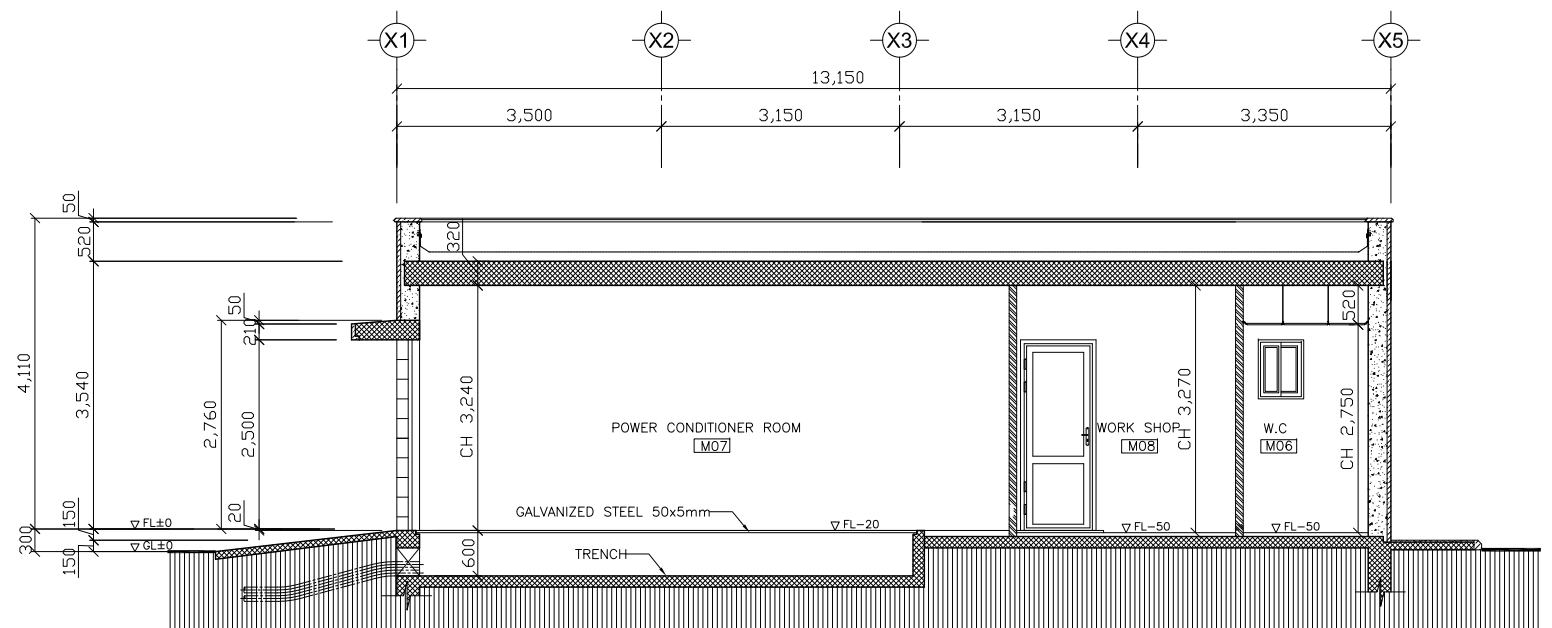 X1 X2 X3 X4 X5
13,150
3,500 3,150 3,150 3,350
50
520
320
50
210
520
4,110
3,540
2,760
2,500
CH 3,240
CH 3,270
CH 2,750
POWER CONDITIONER ROOM
M07
WORK SHOP
M08
W.C
M06
GALVANIZED STEEL 50x5mm
20
150
FL±0
FL-20
FL-50
FL-50
300
GL±0
150
600
TRENCH